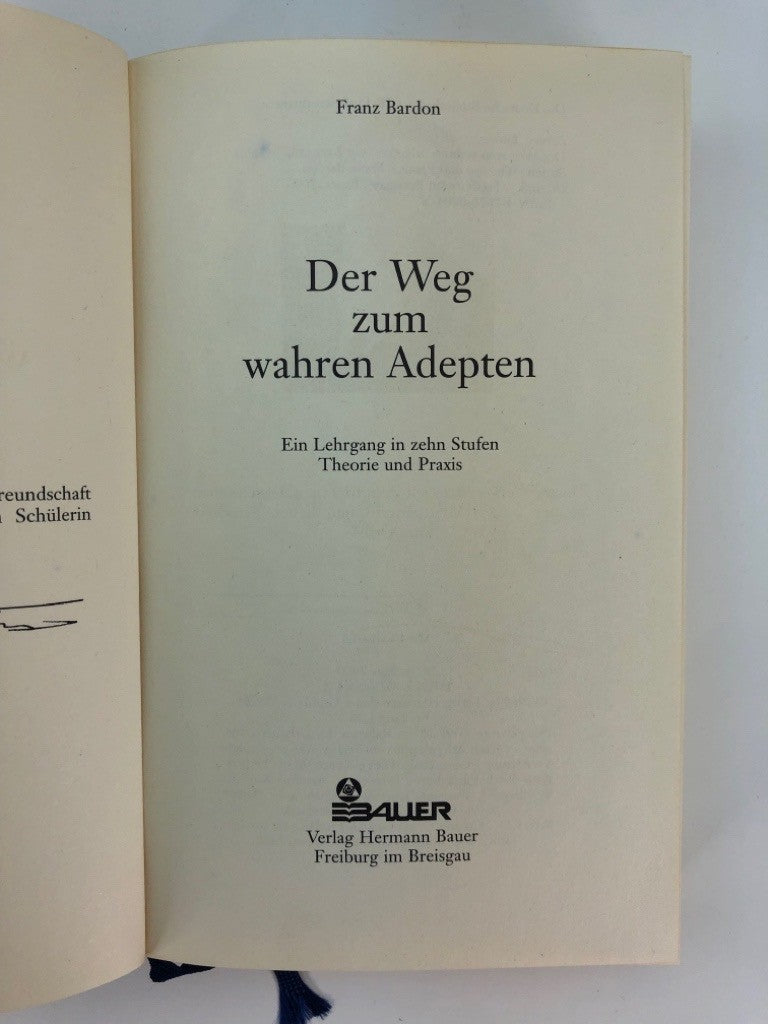 reundschaft
Schülerin
Franz Bardon
Der Weg
zum
wahren Adepten
Ein Lehrgang in zehn Stufen
Theorie und Praxis
BAUER
Verlag Hermann Bauer
Freiburg im Breisgau